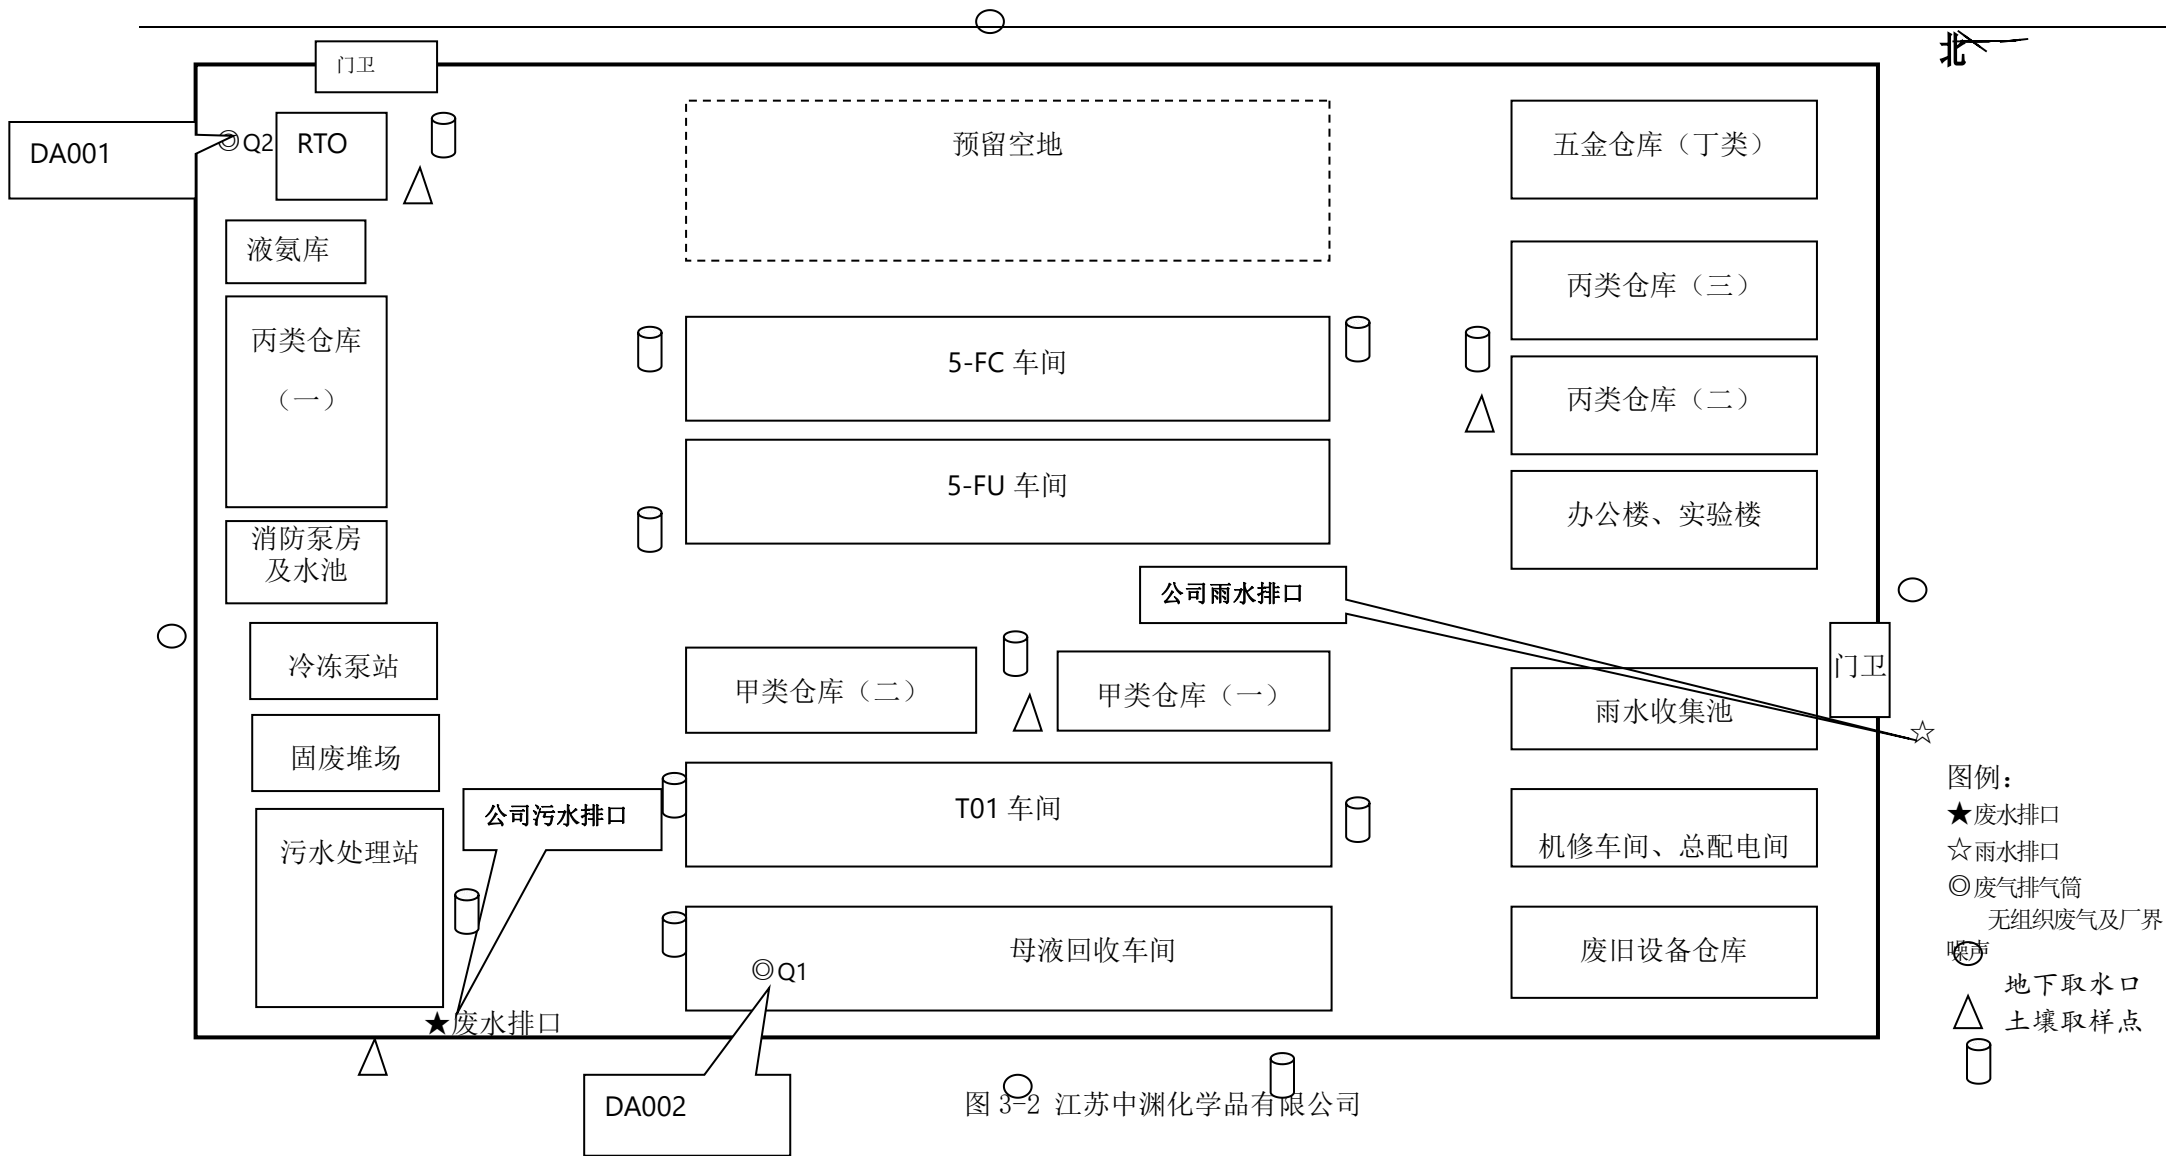 北
门卫
DA001
◎Q2
RTO
预留空地
五金仓库（丁类）
液氨库
丙类仓库（三）
丙类仓库
（一）
5-FC 车间
丙类仓库（二）
5-FU 车间
办公楼、实验楼
消防泵房
及水池
公司雨水排口
冷冻泵站
甲类仓库（二）
甲类仓库（一）
门卫
雨水收集池
☆
固废堆场
公司污水排口
T01 车间
机修车间、总配电间
污水处理站
母液回收车间
◎Q1
废旧设备仓库
★废水排口
DA002
图例：
★废水排口
☆雨水排口
◎废气排气筒
无组织废气及厂界
噪声
地下取水口
土壤取样点
图 3-2 江苏中渊化学品有限公司